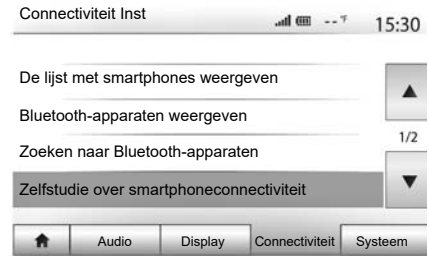 Connectiviteit Inst
--°F
15:30
De lijst met smartphones weergeven
Bluetooth-apparaten weergeven
1/2
Zoeken naar Bluetooth-apparaten
Zelfstudie over smartphoneconnectiviteit
Audio Display Connectiviteit Systeem